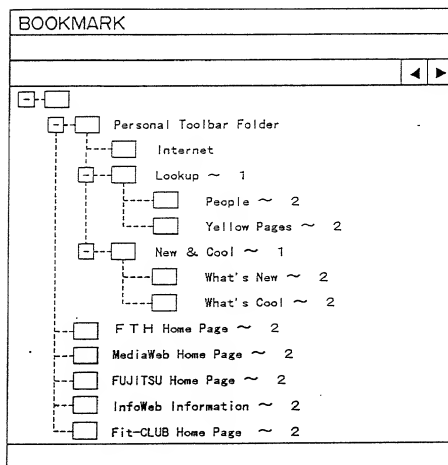 BOOKMARK
Personal Toolbar Folder
Internet
Lookup ~ 1
People ~ 2
Yellow Pages ~ 2
New & Cool ~ 1
What's New ~ 2
What's Cool ~ 2
FTH Home Page ~ 2
MediaWeb Home Page ~ 2
FUJITSU Home Page ~ 2
InfoWeb Information ~ 2
Fit-CLUB Home Page ~ 2